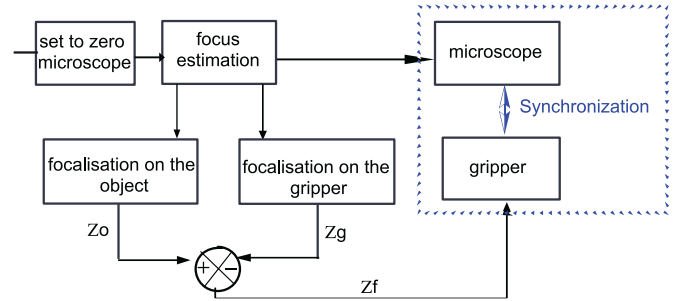 set to zero
microscope
focus
estimation
microscope
Synchronization
gripper
focalisation on the
object
focalisation on the
gripper
Zo
Zg
+
−
Zf